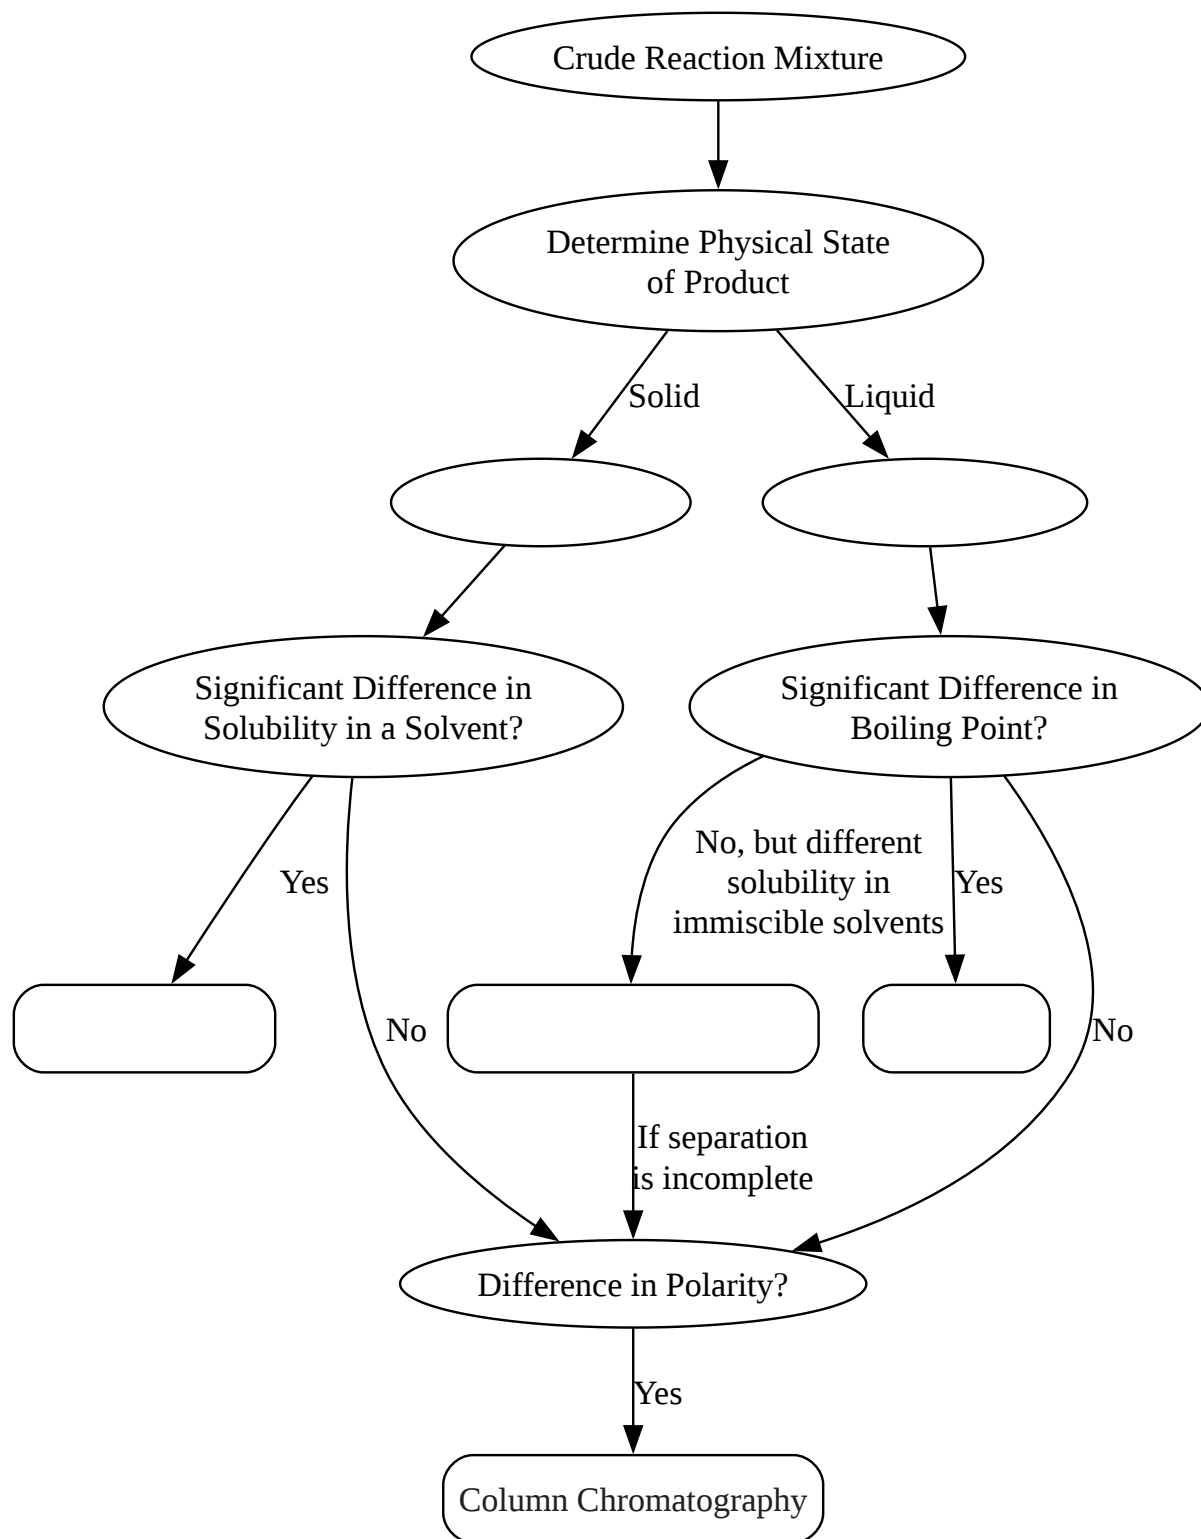 Crude Reaction Mixture
Determine Physical State
of Product
Solid
Liquid
Significant Difference in
Solubility in a Solvent?
Significant Difference in
Boiling Point?
No, but different
solubility in
immiscible solvents
Yes
Yes
No
No
If separation
is incomplete
Difference in Polarity?
Yes
Column Chromatography